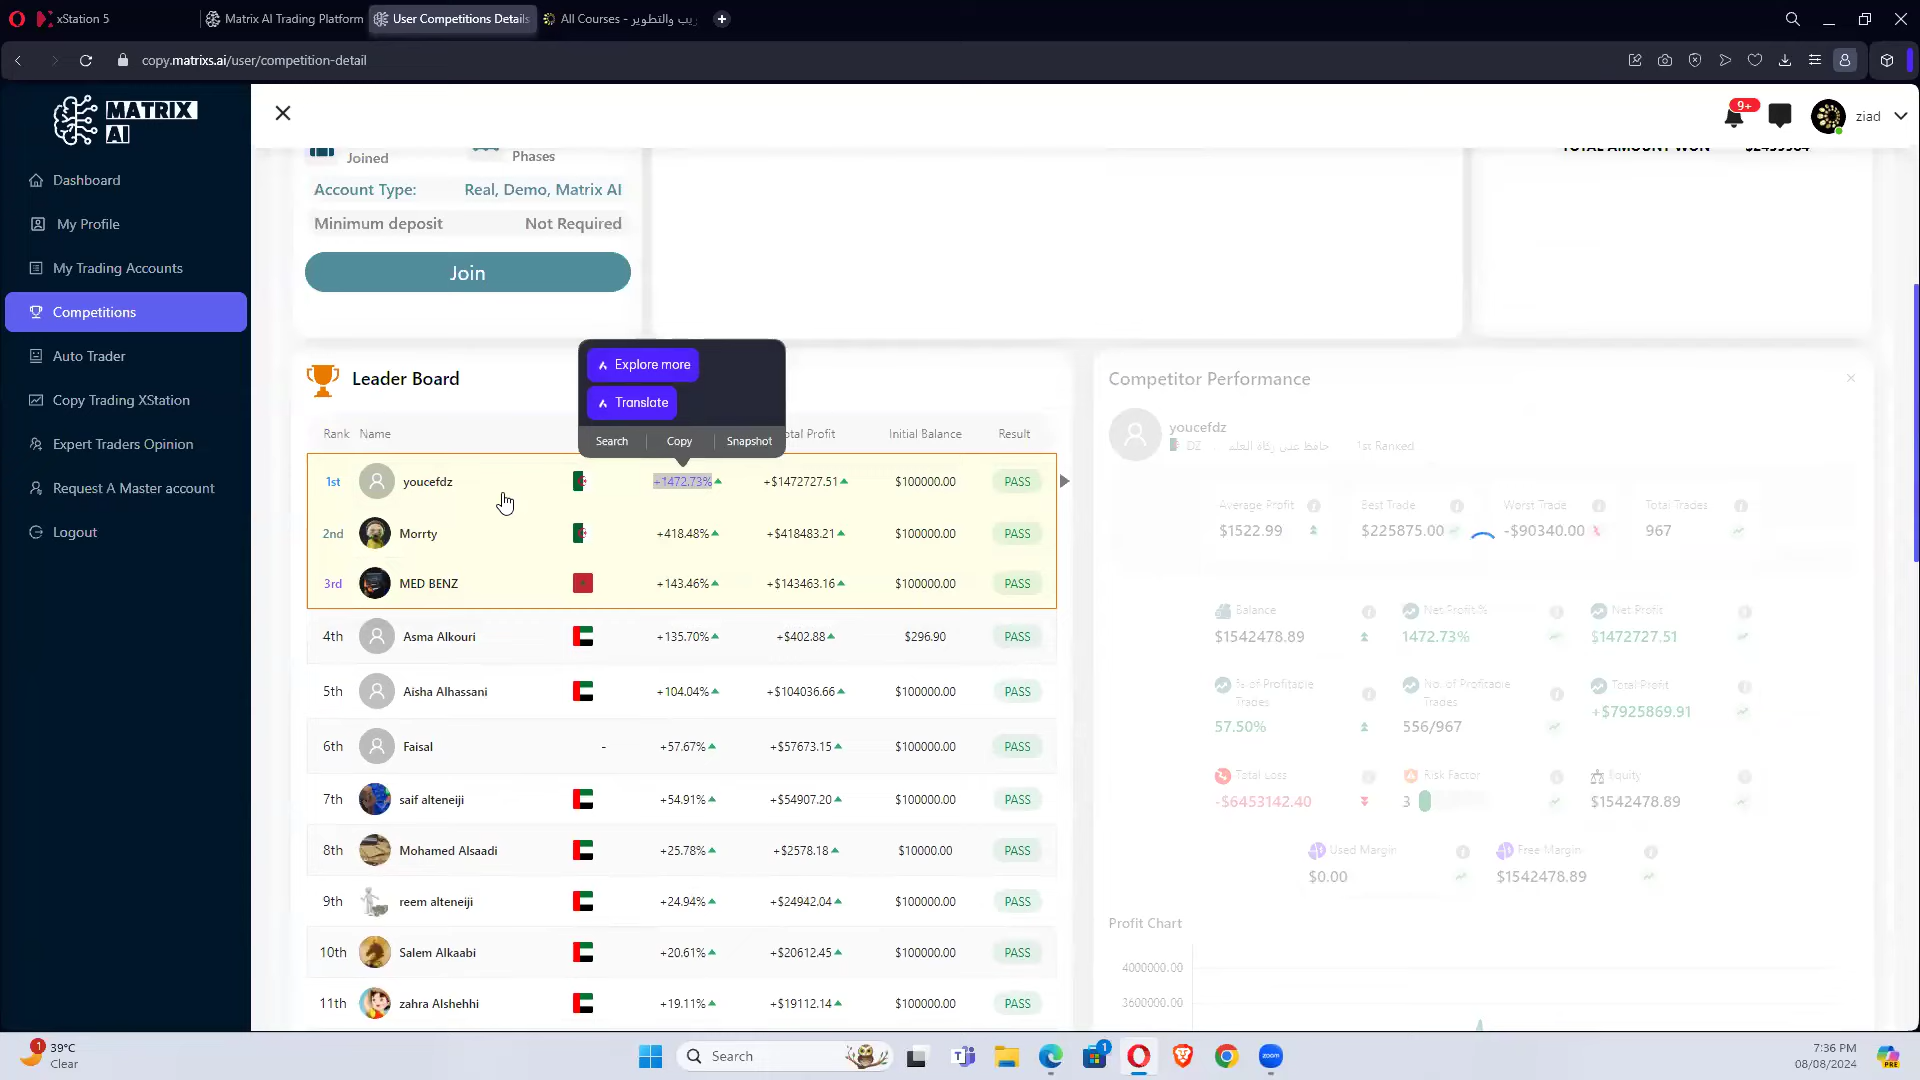 xStation 5
Matrix AI Trading Platform
User Competitions Details
All Courses - ريب والتطوير
copy.matrixs.ai/user/competition-detail
MATRIX AI
9+
ziad
Dashboard
My Profile
My Trading Accounts
Competitions
Auto Trader
Copy Trading XStation
Expert Traders Opinion
Request A Master account
Logout
Joined
Phases
TOTAL AMOUNT WON $2499984
Account Type: Real, Demo, Matrix AI
Minimum deposit Not Required
Join
Explore more
Translate
Search Copy Snapshot
Leader Board
Rank Name Profit Initial Balance Result
1st youcefdz +1472.73% +$1472727.51 $100000.00 PASS
2nd Morrty +418.48% +$418483.21 $100000.00 PASS
3rd MED BENZ +143.46% +$143463.16 $100000.00 PASS
4th Asma Alkouri +135.70% +$402.88 $296.90 PASS
5th Aisha Alhassani +104.04% +$104036.66 $100000.00 PASS
6th Faisal - +57.67% +$57673.15 $100000.00 PASS
7th saif alteneiji +54.91% +$54907.20 $100000.00 PASS
8th Mohamed Alsaadi +25.78% +$2578.18 $10000.00 PASS
9th reem alteneiji +24.94% +$24942.04 $100000.00 PASS
10th Salem Alkaabi +20.61% +$20612.45 $100000.00 PASS
11th zahra Alshehhi +19.11% +$19112.14 $100000.00 PASS
Competitor Performance
youcefdz
DZ
1st Ranked
Average Profit Best Trade Worst Trade Total Trades
$1522.99 $225875.00 -$90340.00 967
Balance Net Profit % Net Profit
$1542478.89 1472.73% $1472727.51
% of Profitable Trades No. of Profitable Trades Total Profit
57.50% 556/967 +$7925869.91
Total Loss Risk Factor Equity
-$6453142.40 3 $1542478.89
Used Margin Free Margin
$0.00 $1542478.89
Profit Chart
4000000.00
3600000.00
1
39°C
Clear
Search
1
zoom
PRE
7:36 PM
08/08/2024